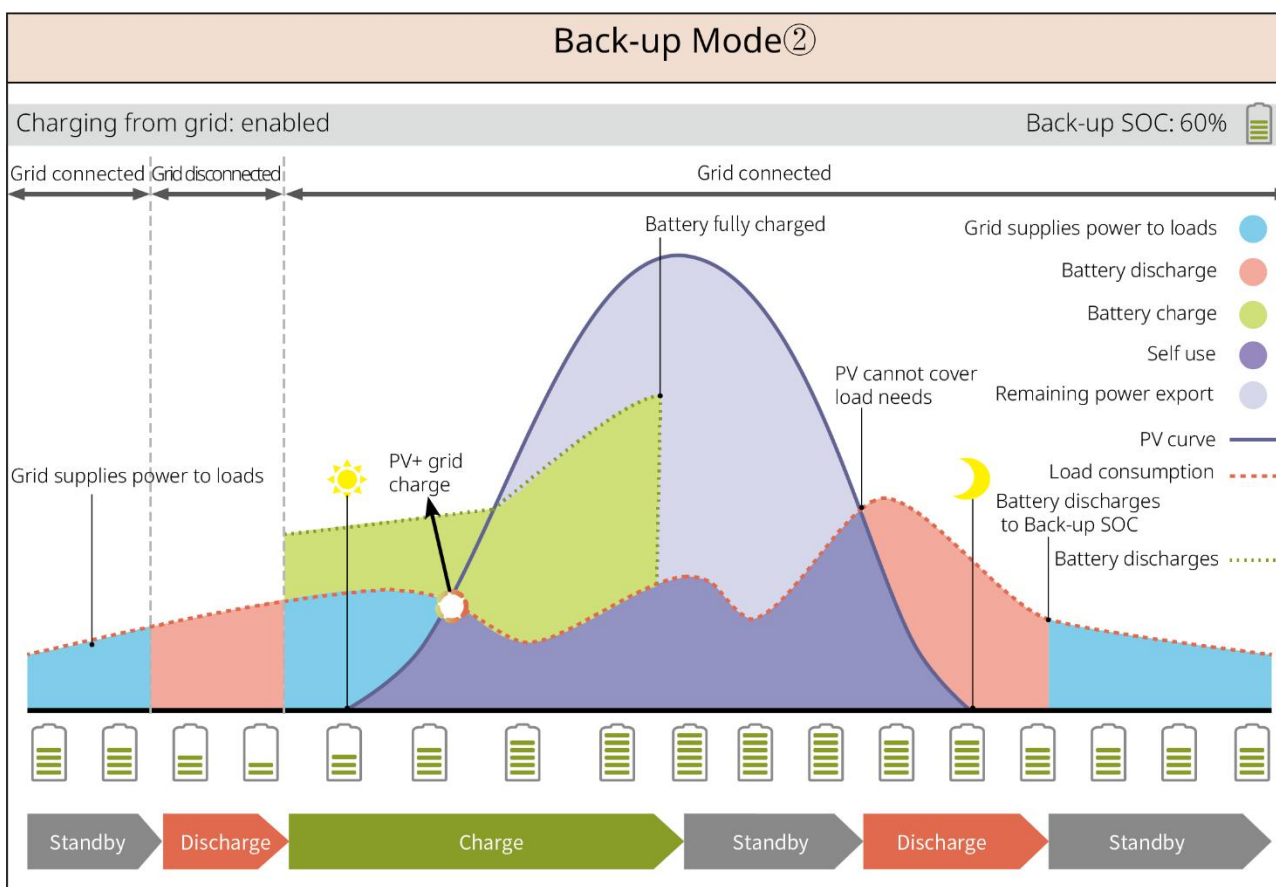 Back-up Mode②
Charging from grid: enabled
Back-up SOC: 60%
Grid connected
Grid disconnected
Grid connected
Battery fully charged
Grid supplies power to loads
Battery discharge
Battery charge
Self use
Remaining power export
PV curve
Load consumption
Battery discharges
PV cannot cover
load needs
Grid supplies power to loads
PV+ grid
charge
Battery discharges
to Back-up SOC
Standby
Discharge
Charge
Standby
Discharge
Standby